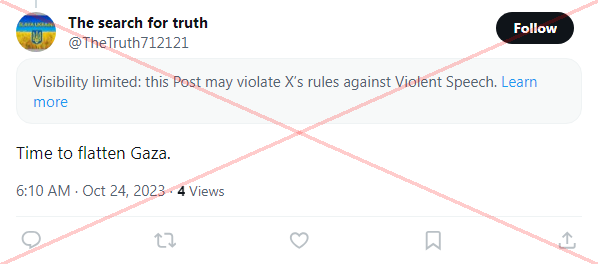 The search for truth
@TheTruth712121
Follow
Visibility limited: this Post may violate X's rules against Violent Speech. Learn
more
Time to flatten Gaza.
6:10 AM · Oct 24, 2023 · 4 Views